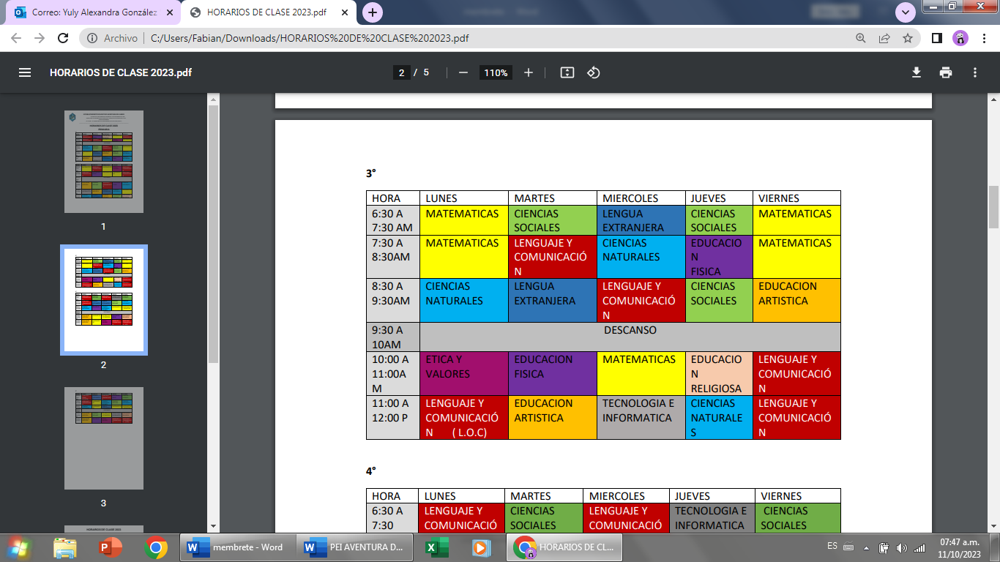 Correo: Yuly Alexandra González
HORARIOS DE CLASE 2023.pdf
Archivo
C:/Users/Fabian/Downloads/HORARIOS%20DE%20CLASE%202023.pdf
HORARIOS DE CLASE 2023.pdf
2 / 5
110%
1
2
3
3°
HORA LUNES MARTES MIERCOLES JUEVES VIERNES
6:30 A MATEMATICAS CIENCIAS LENGUA CIENCIAS MATEMATICAS
7:30 AM SOCIALES EXTRANJERA SOCIALES
7:30 A MATEMATICAS LENGUAJE Y CIENCIAS EDUCACIO MATEMATICAS
8:30AM COMUNICACIÓ NATURALES N
N FISICA
8:30 A CIENCIAS LENGUA LENGUAJE Y CIENCIAS EDUCACION
9:30AM NATURALES EXTRANJERA COMUNICACIÓ SOCIALES ARTISTICA
N
9:30 A DESCANSO
10AM
10:00 A ETICA Y EDUCACION MATEMATICAS EDUCACIO LENGUAJE Y
11:00A VALORES FISICA N COMUNICACIÓ
M RELIGIOSA N
11:00 A LENGUAJE Y EDUCACION TECNOLOGIA E CIENCIAS LENGUAJE Y
12:00 P COMUNICACIÓ ARTISTICA INFORMATICA NATURALE COMUNICACIÓ
N ( L.O.C) S N
4°
HORA LUNES MARTES MIERCOLES JUEVES VIERNES
6:30 A LENGUAJE Y CIENCIAS LENGUAJE Y TECNOLOGIA E CIENCIAS
7:30 COMUNICACIÓ SOCIALES COMUNICACIÓ INFORMATICA SOCIALES
membrete - Word
PEI AVENTURA D...
HORARIOS DE CL...
ES
07:47 a.m.
11/10/2023